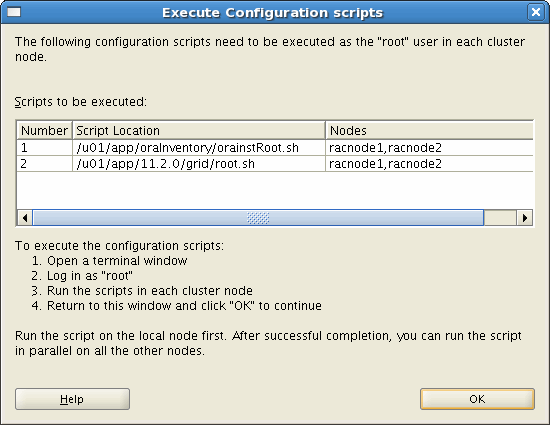 Execute Configuration scripts
The following configuration scripts need to be executed as the "root" user in each cluster
node.
Scripts to be executed:
Number Script Location Nodes
1 /u01/app/oraInventory/orainstRoot.sh racnode1,racnode2
2 /u01/app/11.2.0/grid/root.sh racnode1,racnode2
To execute the configuration scripts:
1. Open a terminal window
2. Log in as "root"
3. Run the scripts in each cluster node
4. Return to this window and click "OK" to continue
Run the script on the local node first. After successful completion, you can run the script
in parallel on all the other nodes.
Help OK